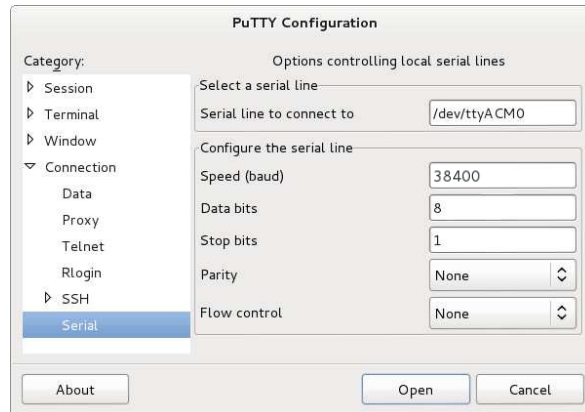 PuTTY Configuration
Category:
Session
Terminal
Window
Connection
Data
Proxy
Telnet
Rlogin
SSH
Serial
Options controlling local serial lines
Select a serial line
Serial line to connect to /dev/ttyACM0
Configure the serial line
Speed (baud) 38400
Data bits 8
Stop bits 1
Parity None
Flow control None
About Open Cancel